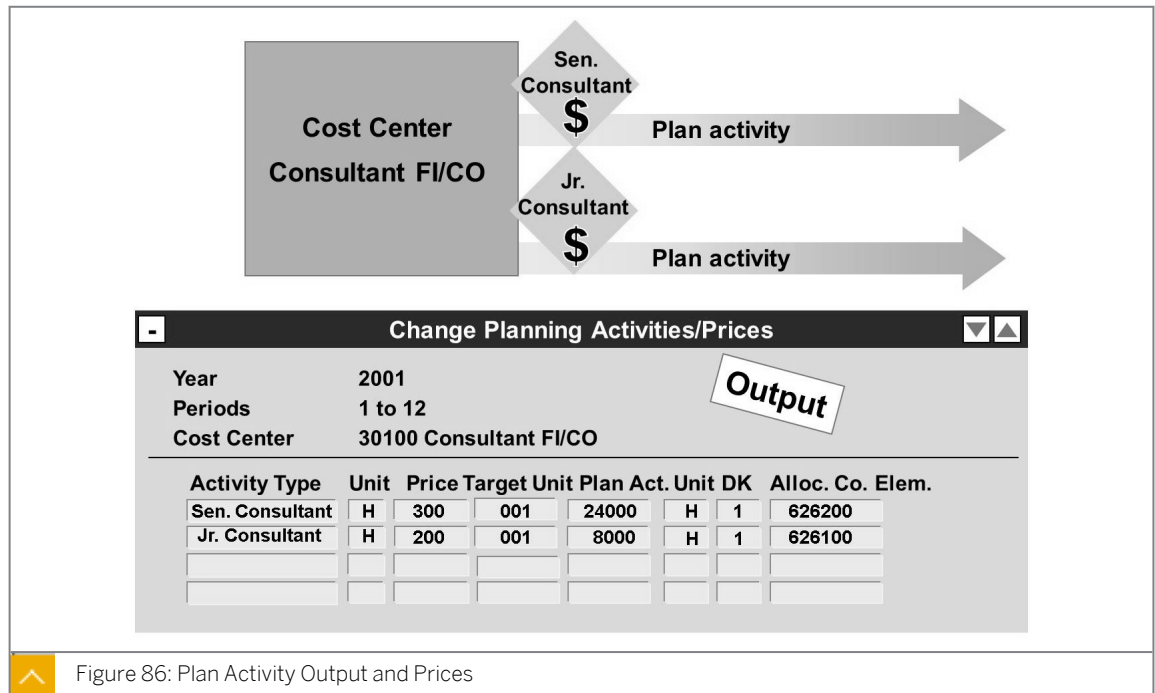 Sen.
Consultant
$
Cost Center
Consultant FI/CO
Plan activity
Jr.
Consultant
$
Plan activity
- Change Planning Activities/Prices
Output
Year 2001
Periods 1 to 12
Cost Center 30100 Consultant FI/CO
Activity Type Unit Price Target Unit Plan Act. Unit DK Alloc. Co. Elem.
Sen. Consultant H 300 001 24000 H 1 626200
Jr. Consultant H 200 001 8000 H 1 626100
Figure 86: Plan Activity Output and Prices